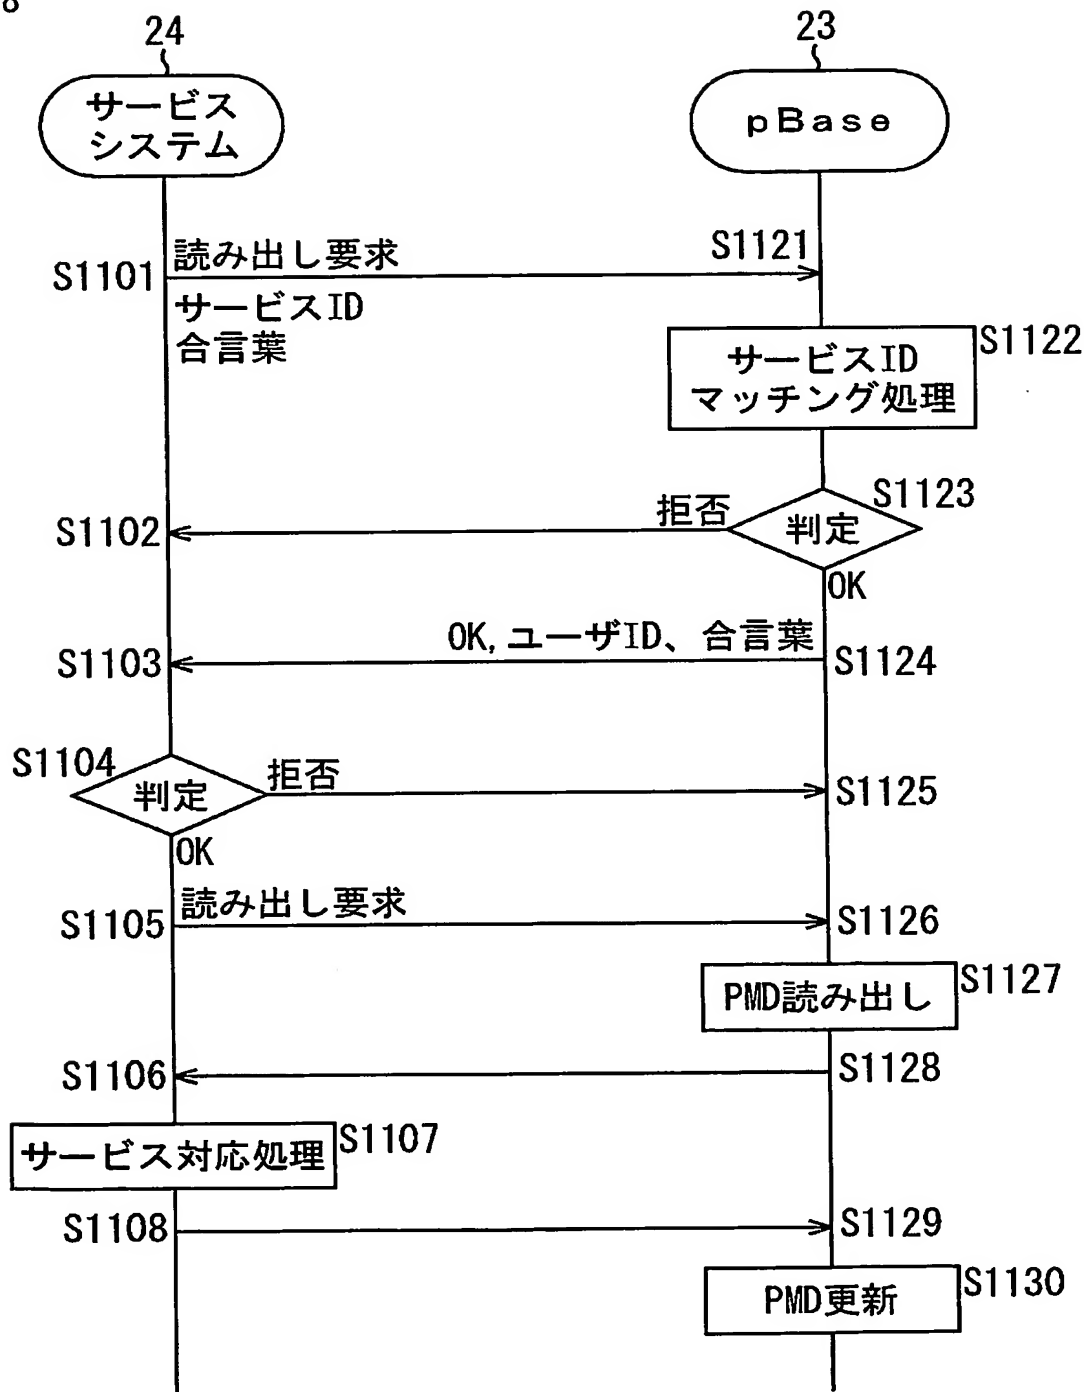 8
24
23
サービス
システム
pBase
S1121
読み出し要求
S1101
サービスID
合言葉
S1122
サービスID
マッチング処理
S1123
拒否
判定
S1102
OK
OK, ユーザID、合言葉
S1103
S1124
S1104
判定
拒否
S1125
OK
読み出し要求
S1105
S1126
S1127
PMD読み出し
S1106
S1128
S1107
サービス対応処理
S1108
S1129
S1130
PMD更新